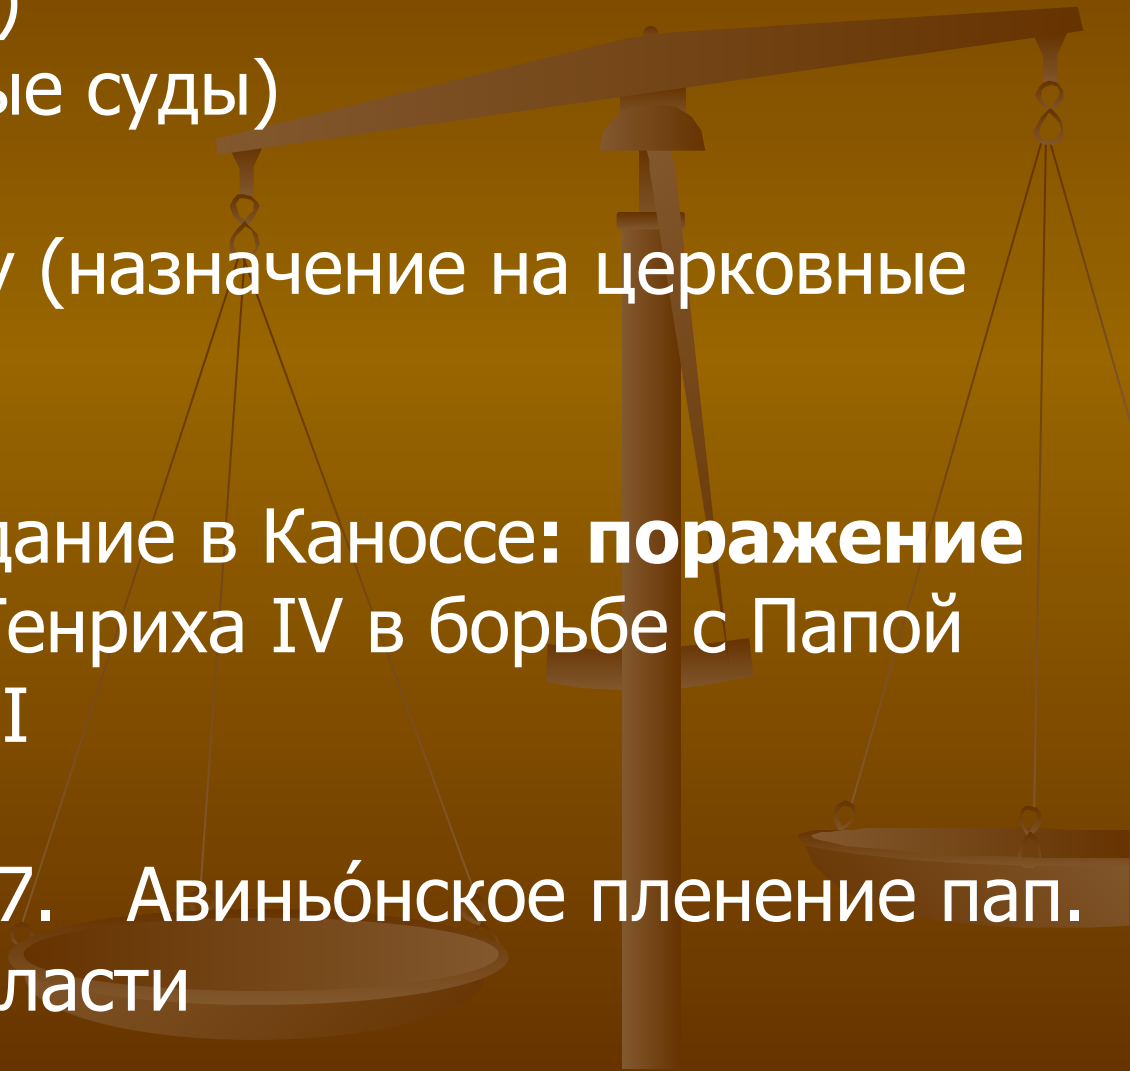 )
ые суды)
у (назначение на церковные
дание в Каноссе: поражение
Генриха IV в борьбе с Папой
I
7. Авиньо́нское пленение пап.
ласти